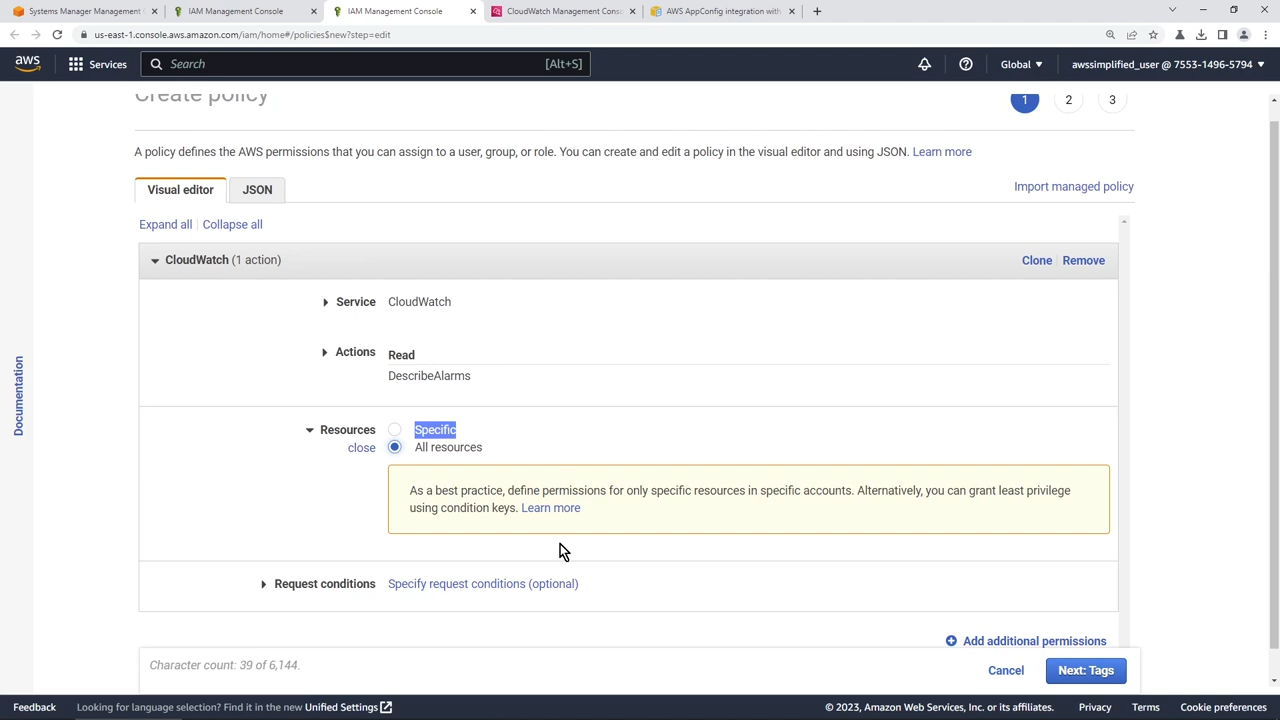 Systems Manager Management C
IAM Management Console
IAM Management Console
CloudWatch Management Cons
AWS AppConfig integration with
us-east-1.console.aws.amazon.com/iam/home#/policies$new?step=edit
aws
Services
Search
[Alt+S]
Global
awssimplified_user @ 7553-1496-5794
Create policy
1
2
3
A policy defines the AWS permissions that you can assign to a user, group, or role. You can create and edit a policy in the visual editor and using JSON. Learn more
Visual editor
JSON
Import managed policy
Expand all
Collapse all
CloudWatch (1 action)
Clone
Remove
Service
CloudWatch
Actions
Read
DescribeAlarms
Documentation
Resources
Specific
close
All resources
As a best practice, define permissions for only specific resources in specific accounts. Alternatively, you can grant least privilege
using condition keys. Learn more
Request conditions
Specify request conditions (optional)
Add additional permissions
Character count: 39 of 6,144.
Cancel
Next: Tags
Feedback
Looking for language selection? Find it in the new Unified Settings
© 2023, Amazon Web Services, Inc. or its affiliates.
Privacy
Terms
Cookie preferences